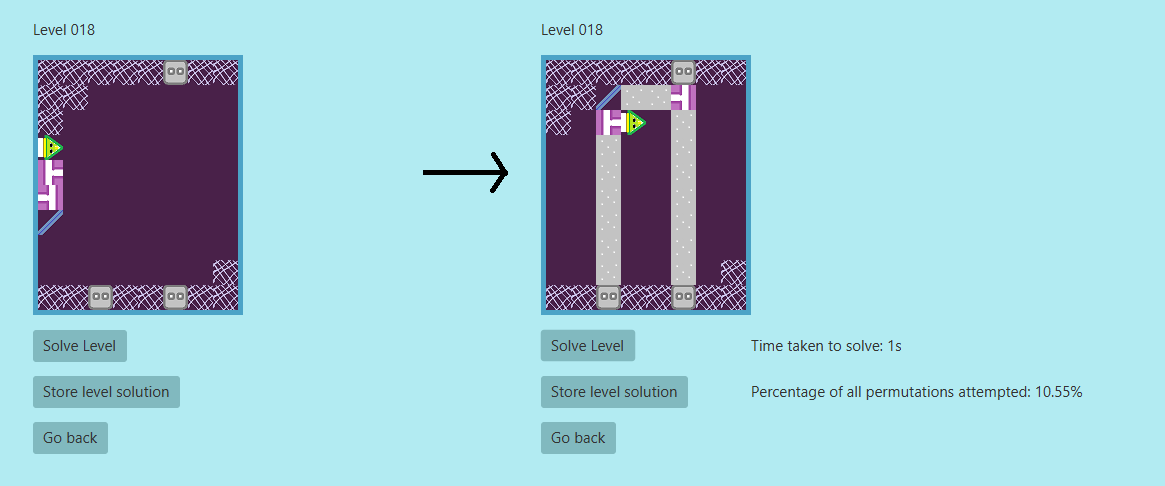 Level 018
Solve Level
Store level solution
Go back
Level 018
Solve Level
Time taken to solve: 1s
Store level solution
Percentage of all permutations attempted: 10.55%
Go back